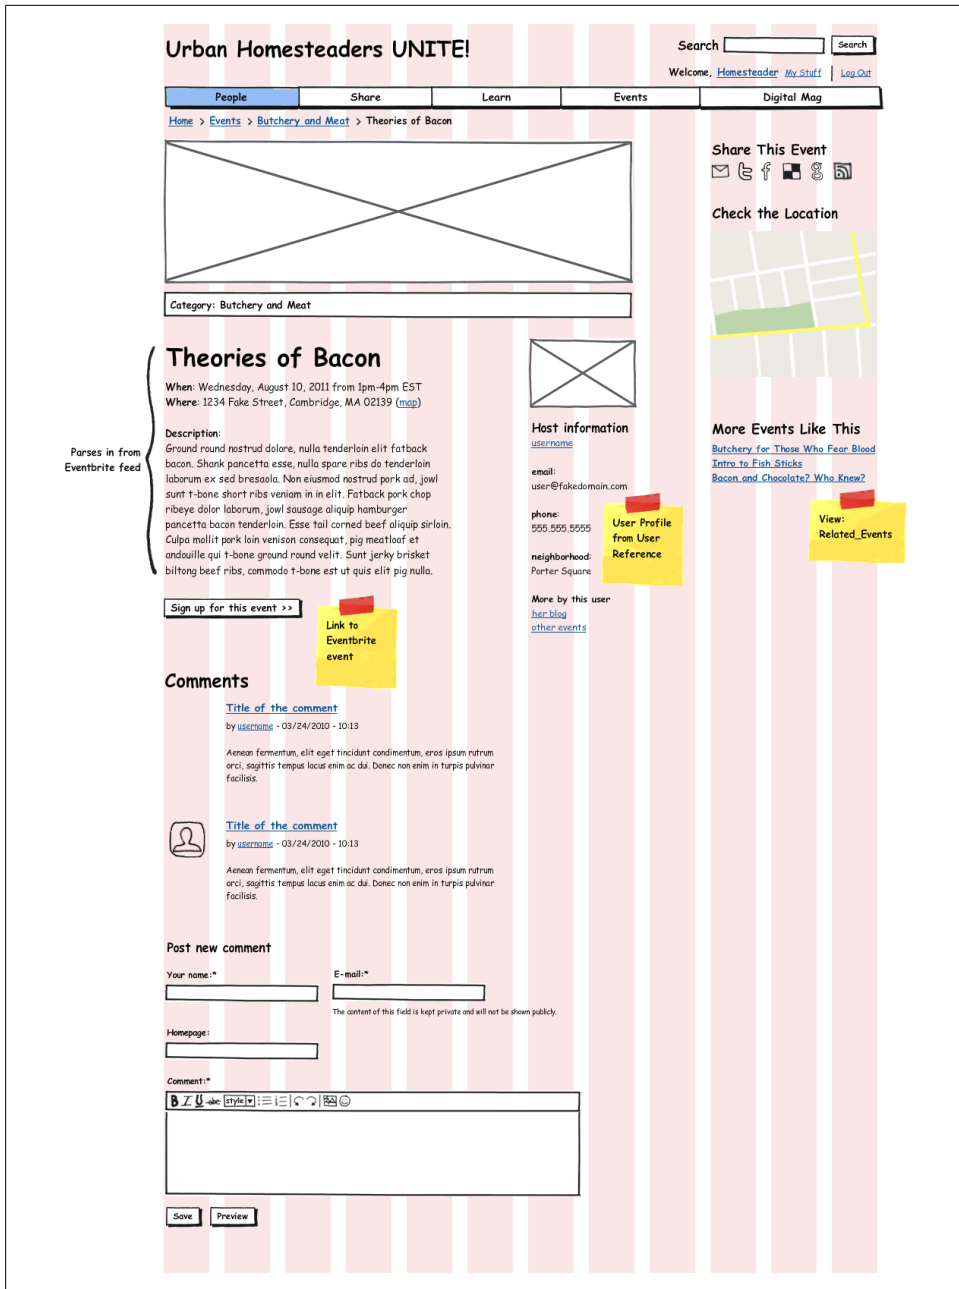 Urban Homesteaders UNITE!
Search
Search
Welcome, Homesteader My Stuff | Log Out
People
Share
Learn
Events
Digital Mag
Home > Events > Butchery and Meat > Theories of Bacon
Category: Butchery and Meat
Parses in from
Eventbrite feed
Theories of Bacon
When: Wednesday, August 10, 2011 from 1pm-4pm EST
Where: 1234 Fake Street, Cambridge, MA 02139 (map)
Description:
Ground round nostrud dolore, nulla tenderloin elit fatback
bacon. Shank pancetta esse, nulla spare ribs do tenderloin
laborum ex sed bresaola. Non eiusmod nostrud pork ad, jowl
sunt t-bone short ribs veniam in in elit. Fatback pork chop
ribeye dolor laborum, jowl sausage aliquip hamburger
pancetta bacon tenderloin. Esse tail corned beef aliquip sirloin.
Culpa mollit pork loin venison consequat, pig meatloaf et
andouille qui t-bone ground round velit. Sunt jerky brisket
biltong beef ribs, commodo t-bone est ut quis elit pig nulla.
Sign up for this event >>
Link to
Eventbrite
event
Host information
username
email:
user@fakedomain.com
phone:
555.555.5555
neighborhood:
Porter Square
More by this user
her blog
other events
User Profile
from User
Reference
Share This Event
Check the Location
More Events Like This
Butchery for Those Who Fear Blood
Intro to Fish Sticks
Bacon and Chocolate? Who Knew?
View:
Related_Events
Comments
Title of the comment
by username - 03/24/2010 - 10:13
Aenean fermentum, elit eget tincidunt condimentum, eros ipsum rutrum
orci, sagittis tempus lacus enim ac dui. Donec non enim in turpis pulvinar
facilisis.
Title of the comment
by username - 03/24/2010 - 10:13
Aenean fermentum, elit eget tincidunt condimentum, eros ipsum rutrum
orci, sagittis tempus lacus enim ac dui. Donec non enim in turpis pulvinar
facilisis.
Post new comment
Your name:*
E-mail:*
The content of this field is kept private and will not be shown publicly.
Homepage:
Comment:*
B I U abc style
Save
Preview